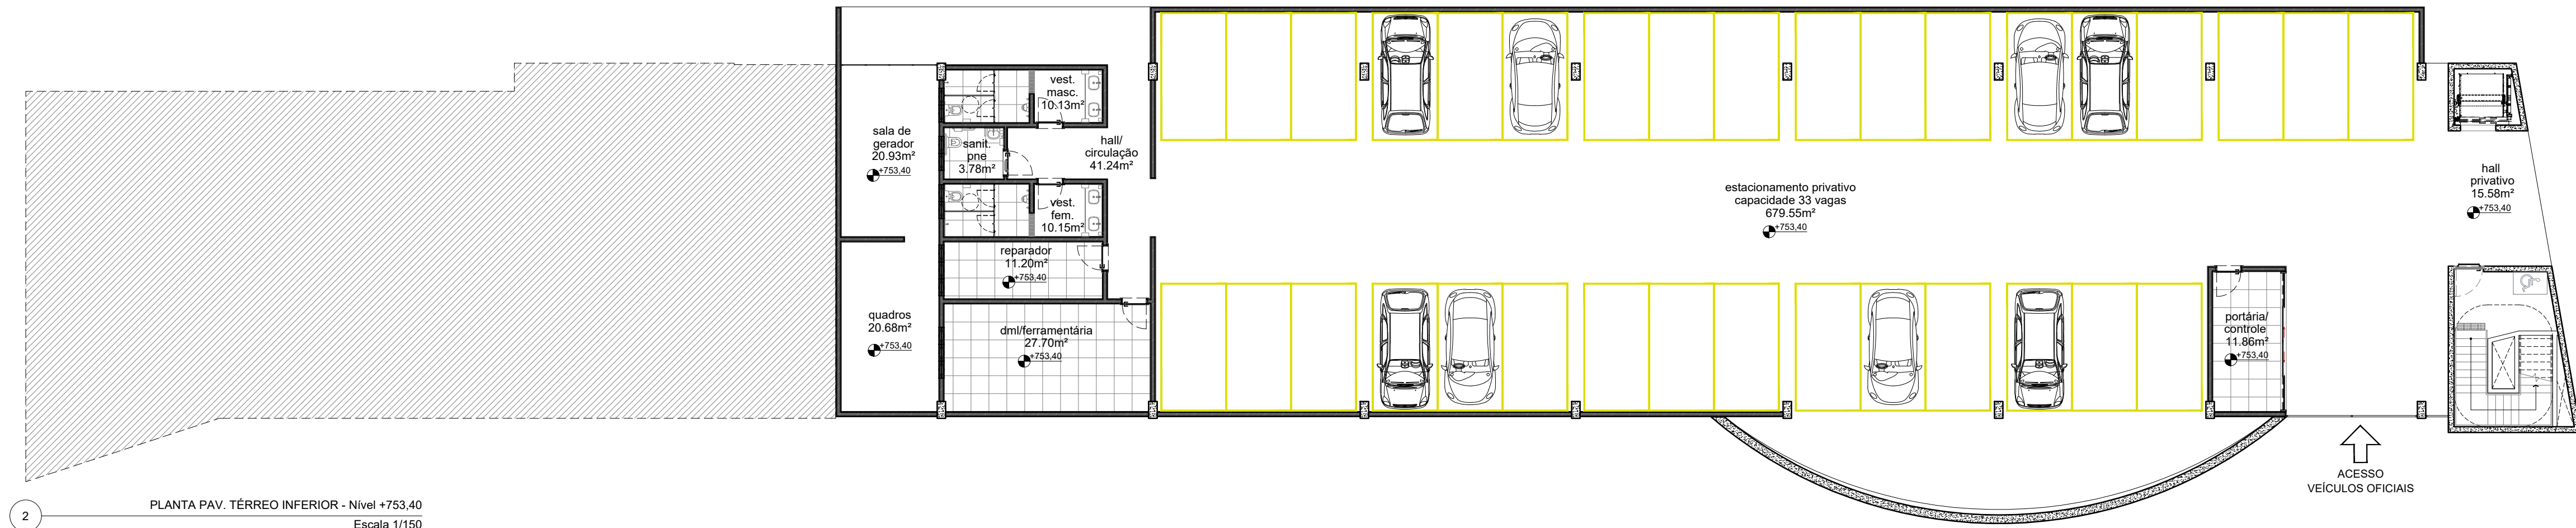 vest.
masc.
10.13m²
sala de
gerador
20.93m²
+753,40
sanit.
pne
3.78m²
hall/
circulação
41.24m²
vest.
fem.
10.15m²
reparador
11.20m²
+753,40
quadros
20.68m²
+753,40
dml/ferramentária
27.70m²
+753,40
estacionamento privativo
capacidade 33 vagas
679.55m²
+753,40
hall
privativo
15.58m²
+753,40
portária/
controle
11.86m²
+753,40
ACESSO
VEÍCULOS OFICIAIS
2
PLANTA PAV. TÉRREO INFERIOR - Nível +753,40
Escala 1/150